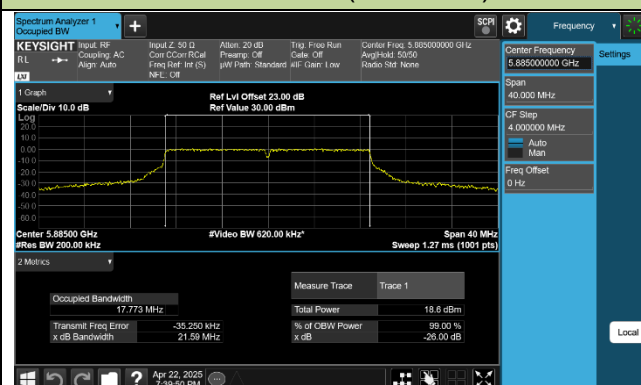 Spectrum Analyzer 1
Occupied BW
SCPI
Frequency
KEYSIGHT
Input: RF
Input Z: 50 Ω
Atten: 20 dB
Trig: Free Run
Center Freq: 5.885000000 GHz
RL
Coupling: AC
Corr CCorr RCal
Preamp: Off
Gate: Off
Avg|Hold: 50/50
Align: Auto
Freq Ref: Int (S)
µW Path: Standard
#IF Gain: Low
Radio Std: None
LXI
NFE: Off
Center Frequency
5.885000000 GHz
Settings
Span
40.000 MHz
CF Step
4.000000 MHz
Auto
Man
Freq Offset
0 Hz
1 Graph
Scale/Div 10.0 dB
Ref Lvl Offset 23.00 dB
Ref Value 30.00 dBm
Log
20.0
10.0
0.00
-10.0
-20.0
-30.0
-40.0
-50.0
-60.0
Center 5.88500 GHz
#Video BW 620.00 kHz*
Span 40 MHz
#Res BW 200.00 kHz
Sweep 1.27 ms (1001 pts)
2 Metrics
Measure Trace
Trace 1
Occupied Bandwidth
17.773 MHz
Total Power
18.6 dBm
Transmit Freq Error
-35.250 kHz
% of OBW Power
99.00 %
x dB Bandwidth
21.59 MHz
x dB
-26.00 dB
Local
Apr 22, 2025
7:39:50 PM